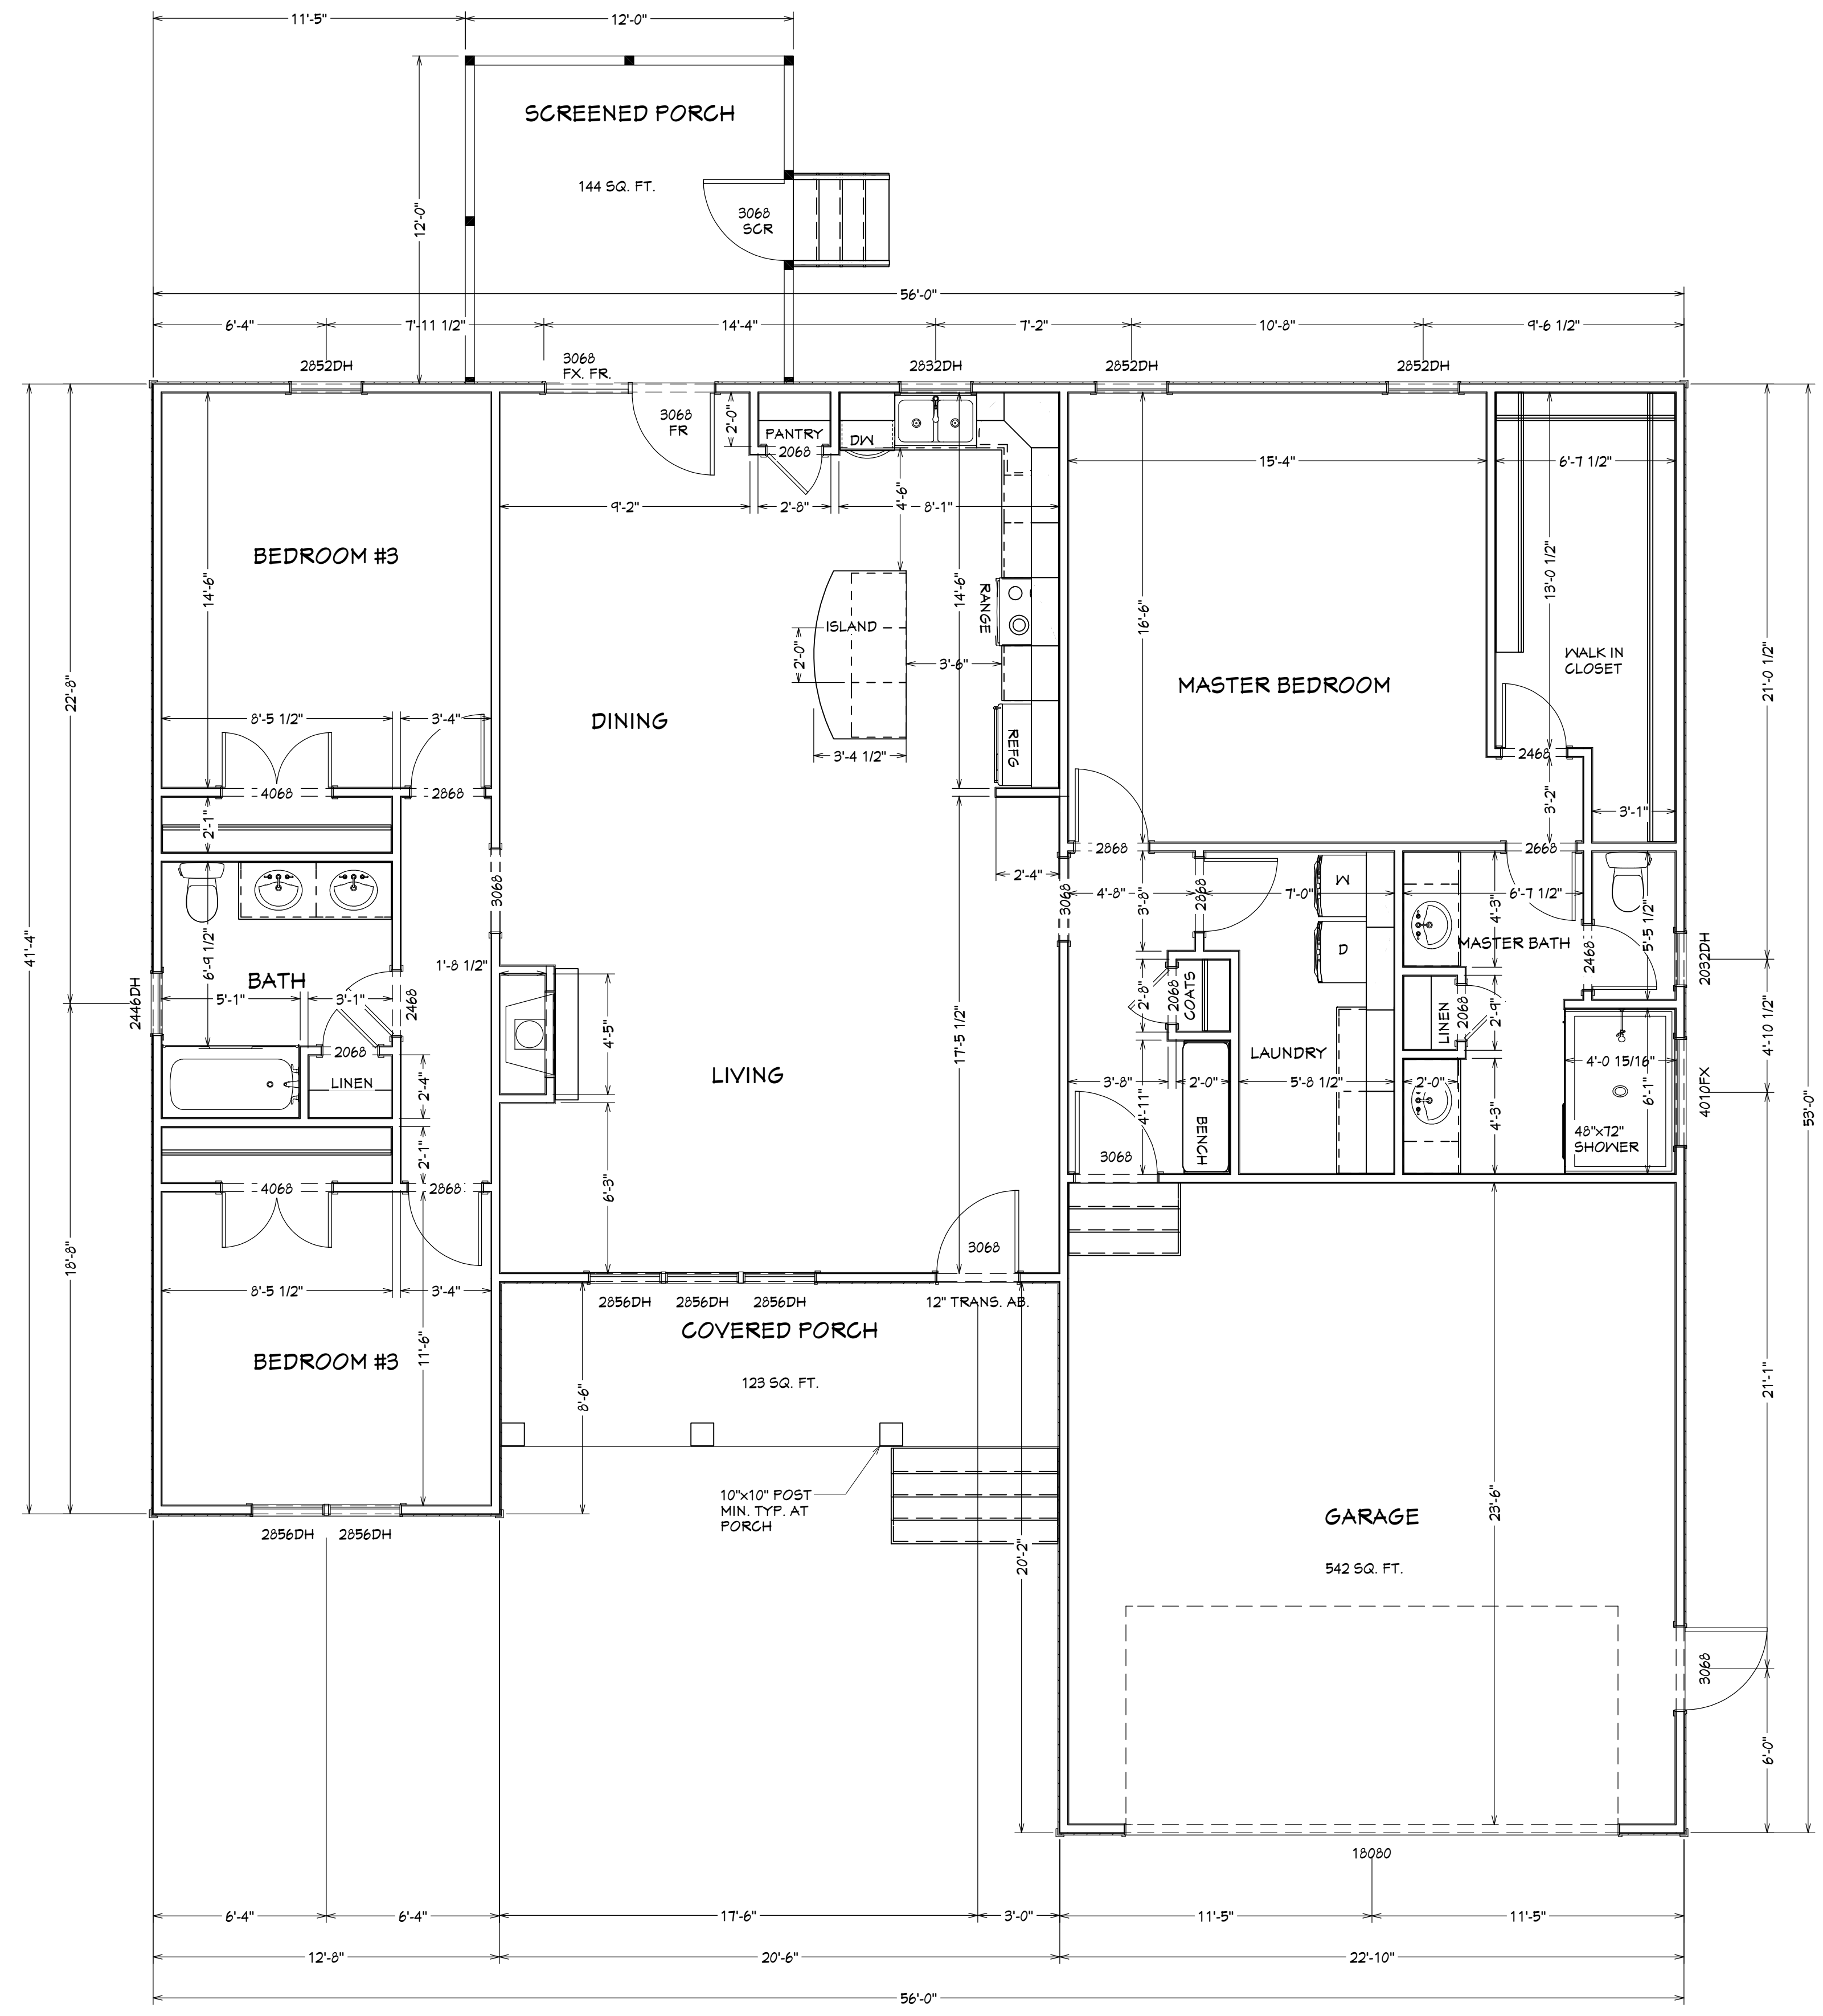 11'-5"
12'-0"
SCREENED PORCH
144 SQ. FT.
12'-0"
3068
SCR
56'-0"
6'-4"
7'-11 1/2"
14'-4"
7'-2"
10'-8"
9'-6 1/2"
2852DH
3068
FX. FR.
2832DH
2852DH
2852DH
3068
FR
2'-0"
PANTRY
2068
DW
15'-4"
6'-7 1/2"
9'-2"
2'-8"
4'-6"
8'-1"
BEDROOM #3
14'-6"
14'-6"
RANGE
ISLAND
2'-0"
3'-6"
16'-6"
13'-0 1/2"
WALK IN
CLOSET
21'-0 1/2"
22'-8"
MASTER BEDROOM
DINING
8'-5 1/2"
3'-4"
3'-4 1/2"
REFG
2468
4068
2868
3'-2"
2'-1"
3'-1"
2868
2668
2'-4"
3068
3068
4'-8"
3'-8"
2868
7'-0"
W
6'-7 1/2"
4'-3"
5'-5 1/2"
41'-4"
6'-9 1/2"
1'-8 1/2"
D
MASTER BATH
2468
2032DH
BATH
5'-1"
3'-1"
2468
2446DH
2'-8"
2068
COATS
LINEN
2068
2'-9"
4'-5"
17'-5 1/2"
4'-10 1/2"
2068
LINEN
2'-4"
LAUNDRY
4'-0 15/16"
LIVING
3'-8"
2'-0"
5'-8 1/2"
2'-0"
6'-1"
4010FX
53'-0"
4'-11"
BENCH
4'-3"
48"x72"
SHOWER
2'-1"
3068
4068
2868
6'-3"
18'-8"
3068
8'-5 1/2"
3'-4"
2856DH
2856DH
2856DH
12" TRANS. AB.
COVERED PORCH
BEDROOM #3
11'-6"
123 SQ. FT.
8'-6"
21'-1"
10"x10" POST
MIN. TYP. AT
PORCH
2856DH
2856DH
20'-2"
GARAGE
23'-6"
542 SQ. FT.
3068
6'-0"
18080
6'-4"
6'-4"
17'-6"
3'-0"
11'-5"
11'-5"
12'-8"
20'-6"
22'-10"
56'-0"